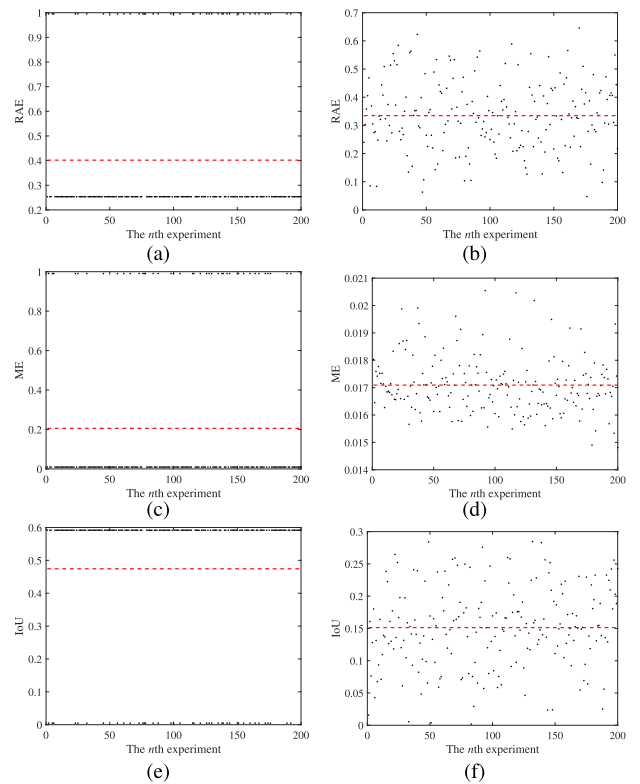 1
0.9
0.8
0.7
0.6
0.5
0.4
0.3
0.2
RAE
0 50 100 150 200
The nth experiment
(a)
0.7
0.6
0.5
0.4
0.3
0.2
0.1
0
RAE
0 50 100 150 200
The nth experiment
(b)
1
0.8
0.6
0.4
0.2
0
ME
0 50 100 150 200
The nth experiment
(c)
0.021
0.02
0.019
0.018
0.017
0.016
0.015
0.014
ME
0 50 100 150 200
The nth experiment
(d)
0.6
0.5
0.4
0.3
0.2
0.1
0
IoU
0 50 100 150 200
The nth experiment
(e)
0.3
0.25
0.2
0.15
0.1
0.05
0
IoU
0 50 100 150 200
The nth experiment
(f)